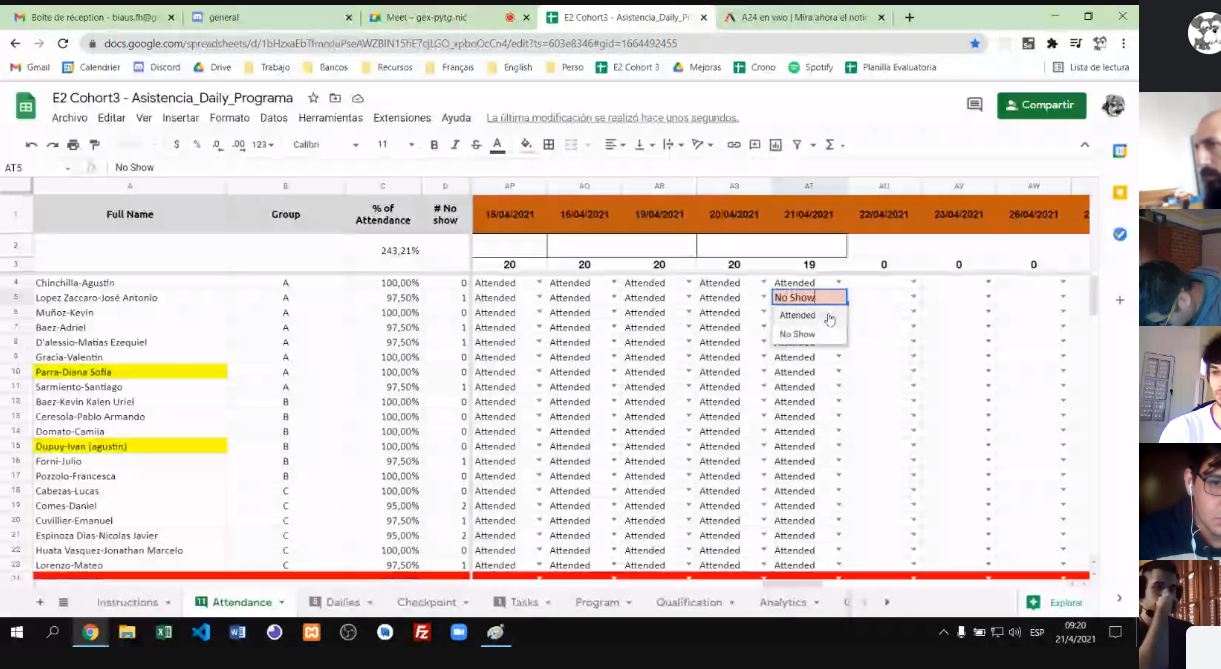 Bolte de réception - biaus.fh@g
general
Meet – gex-pytg-nic
E2 Cohort3 - Asistencia_Daily_Pr
A24 en vivo | Mira ahora el noti
Gmail Calendrier Discord Drive Trabajo Bancos Recursos Français English Perso E2 Cohort 3 Mejoras Crono Spotify Planilla Evaluatoria Lista de lectura
E2 Cohort3 - Asistencia_Daily_Programa
Compartir
Archivo Editar Ver Insertar Formato Datos Herramientas Extensiones Ayuda La última modificación se realizó hace unos segundos.
$ % .0 .00 123 Calibri 11 B I S A
AT5 fx No Show
A B C D AP AQ AR AS AT AU AV AW
1 Full Name Group % of Attendance # No show 15/04/2021 16/04/2021 19/04/2021 20/04/2021 21/04/2021 22/04/2021 23/04/2021 26/04/2021 2
2 243,21%
3 20 20 20 20 19 0 0 0
4 Chinchilla-Agustín A 100,00% 0 Attended Attended Attended Attended Attended
5 Lopez Zaccaro-José Antonio A 97,50% 1 Attended Attended Attended Attended No Show
6 Muñoz-Kevin A 100,00% 0 Attended Attended Attended Attended Attended
7 Baez-Adriel A 97,50% 1 Attended Attended Attended Attended No Show
8 D'alessio-Matías Ezequiel A 97,50% 1 Attended Attended Attended Attended
9 Gracia-Valentin A 100,00% 0 Attended Attended Attended Attended Attended
10 Parra-Diana Sofia A 100,00% 0 Attended Attended Attended Attended Attended
11 Sarmiento-Santiago A 97,50% 1 Attended Attended Attended Attended Attended
12 Baez-Kevin Kalen Uriel B 100,00% 0 Attended Attended Attended Attended Attended
13 Ceresola-Pablo Armando B 100,00% 0 Attended Attended Attended Attended Attended
14 Domato-Camila B 100,00% 0 Attended Attended Attended Attended Attended
15 Dupuy-Ivan (agustin) B 100,00% 0 Attended Attended Attended Attended Attended
16 Forni-Julio B 97,50% 1 Attended Attended Attended Attended Attended
17 Pozzolo-Francesca B 100,00% 0 Attended Attended Attended Attended Attended
18 Cabezas-Lucas C 100,00% 0 Attended Attended Attended Attended Attended
19 Comes-Daniel C 95,00% 2 Attended Attended Attended Attended Attended
20 Cuvillier-Emanuel C 97,50% 1 Attended Attended Attended Attended Attended
21 Espinoza Dias-Nicolas Javier C 95,00% 2 Attended Attended Attended Attended Attended
22 Huata Vasquez-Jonathan Marcelo C 100,00% 0 Attended Attended Attended Attended Attended
23 Lorenzo-Mateo C 97,50% 1 Attended Attended Attended Attended Attended
Instructions Attendance Dailies Checkpoint Tasks Program Qualification Analytics Explorar
ESP 09:20
21/4/2021